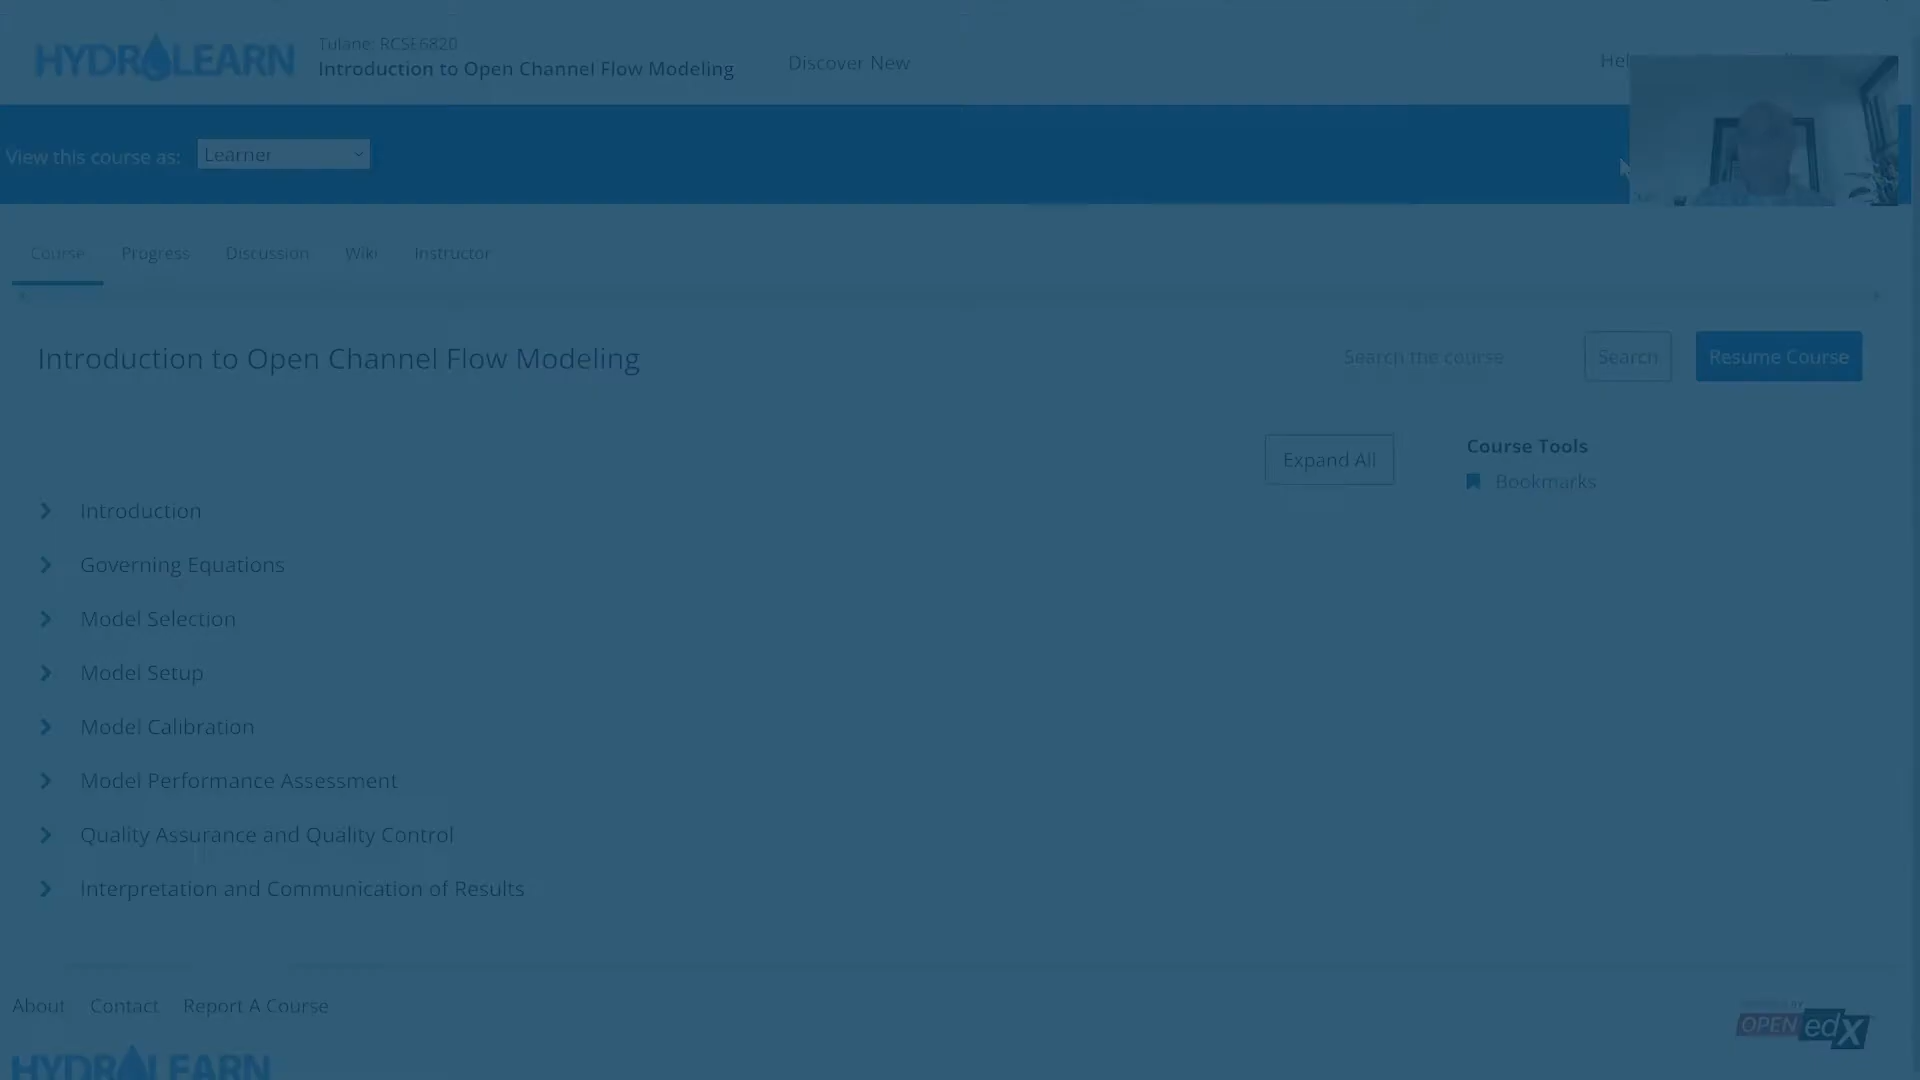 HYDROLEARN
Tulane: RCSE6820
Introduction to Open Channel Flow Modeling
Discover New
View this course as:
Learner
Course
Progress
Discussion
Wiki
Instructor
Introduction to Open Channel Flow Modeling
Search the course
Search
Resume Course
Expand All
Course Tools
Bookmarks
Introduction
Governing Equations
Model Selection
Model Setup
Model Calibration
Model Performance Assessment
Quality Assurance and Quality Control
Interpretation and Communication of Results
About
Contact
Report A Course
OPEN edX
HYDROLEARN